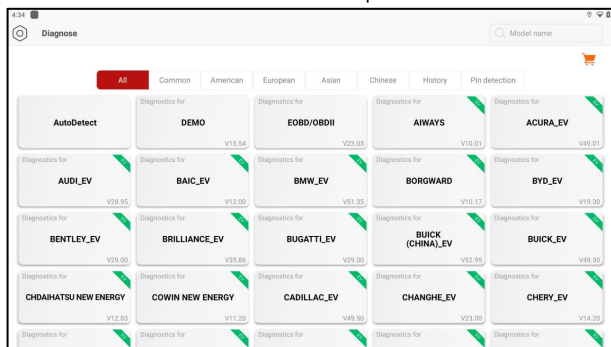 4:34
Diagnose
Model name
All Common American European Asian Chinese History Pin detection
AutoDetect
Diagnostics for
DEMO
V15.54
Diagnostics for
EOBD/OBDII
V23.03
Diagnostics for
AIWAYS
V10.01
Diagnostics for
ACURA_EV
V49.01
Diagnostics for
AUDI_EV
V28.95
Diagnostics for
BAIC_EV
V12.00
Diagnostics for
BMW_EV
V51.35
Diagnostics for
BORGWARD
V10.17
Diagnostics for
BYD_EV
V19.30
Diagnostics for
BENTLEY_EV
V29.00
Diagnostics for
BRILLIANCE_EV
V35.86
Diagnostics for
BUGATTI_EV
V29.00
Diagnostics for
BUICK
(CHINA)_EV
V52.95
Diagnostics for
BUICK_EV
V49.50
Diagnostics for
CHDAIHATSU NEW ENERGY
V12.83
Diagnostics for
COWIN NEW ENERGY
V11.20
Diagnostics for
CADILLAC_EV
V49.50
Diagnostics for
CHANGHE_EV
V23.00
Diagnostics for
CHERY_EV
V14.20
Diagnostics for
Diagnostics for
Diagnostics for
Diagnostics for
Diagnostics for